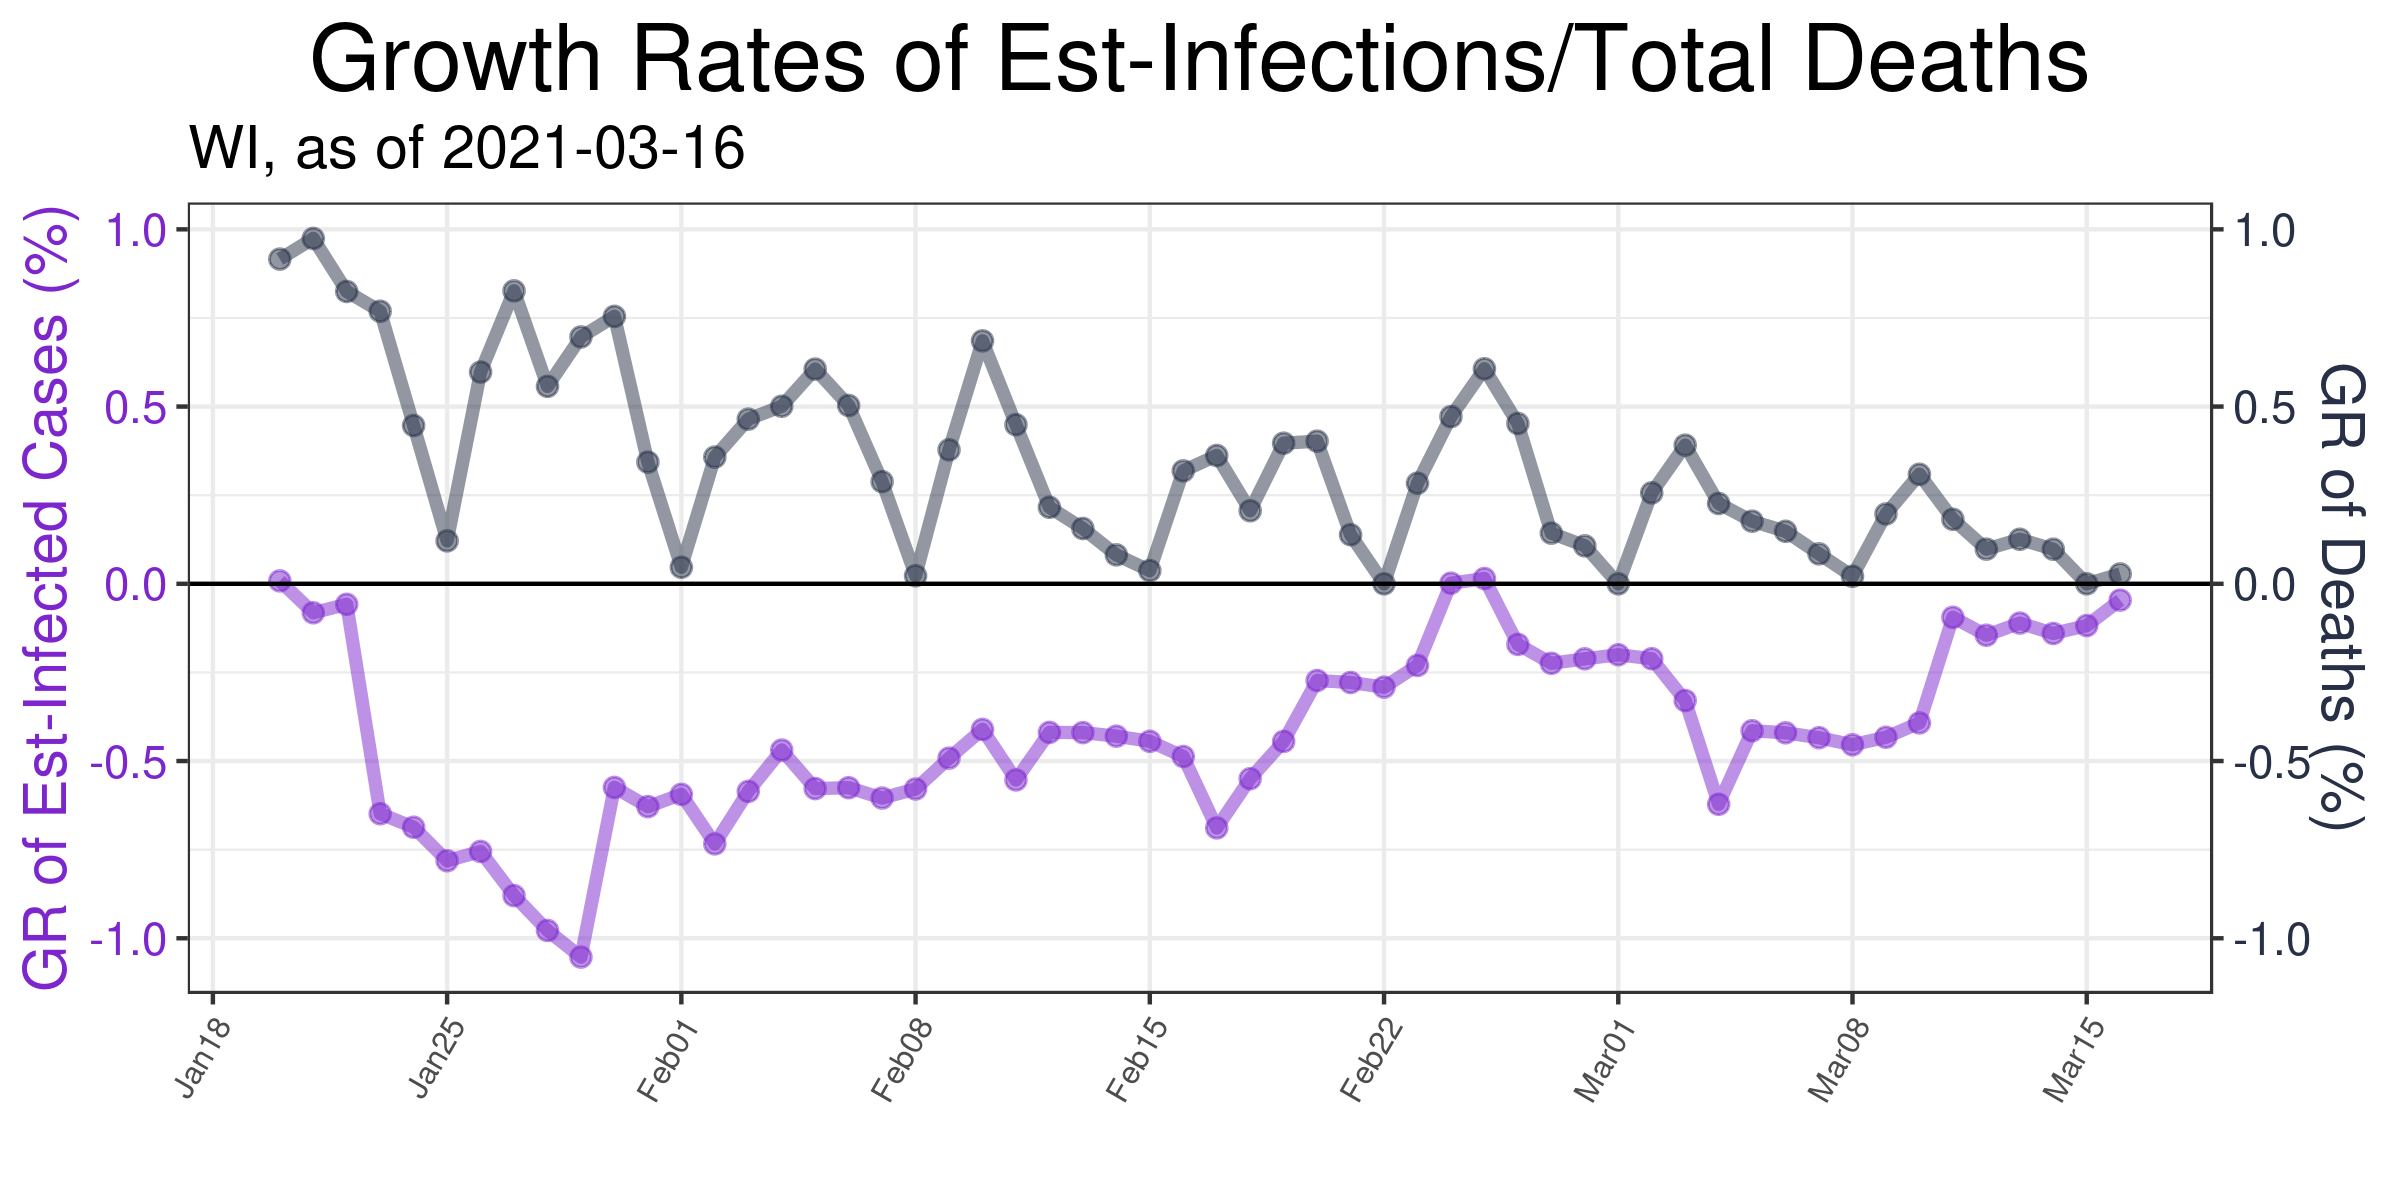 Growth Rates of Est-Infections/Total Deaths
WI, as of 2021-03-16
GR of Est-Infected Cases (%)
1.0
0.5
0.0
-0.5
-1.0
1.0
0.5
0.0
-0.5
-1.0
GR of Deaths (%)
Jan18
Jan25
Feb01
Feb08
Feb15
Feb22
Mar01
Mar08
Mar15